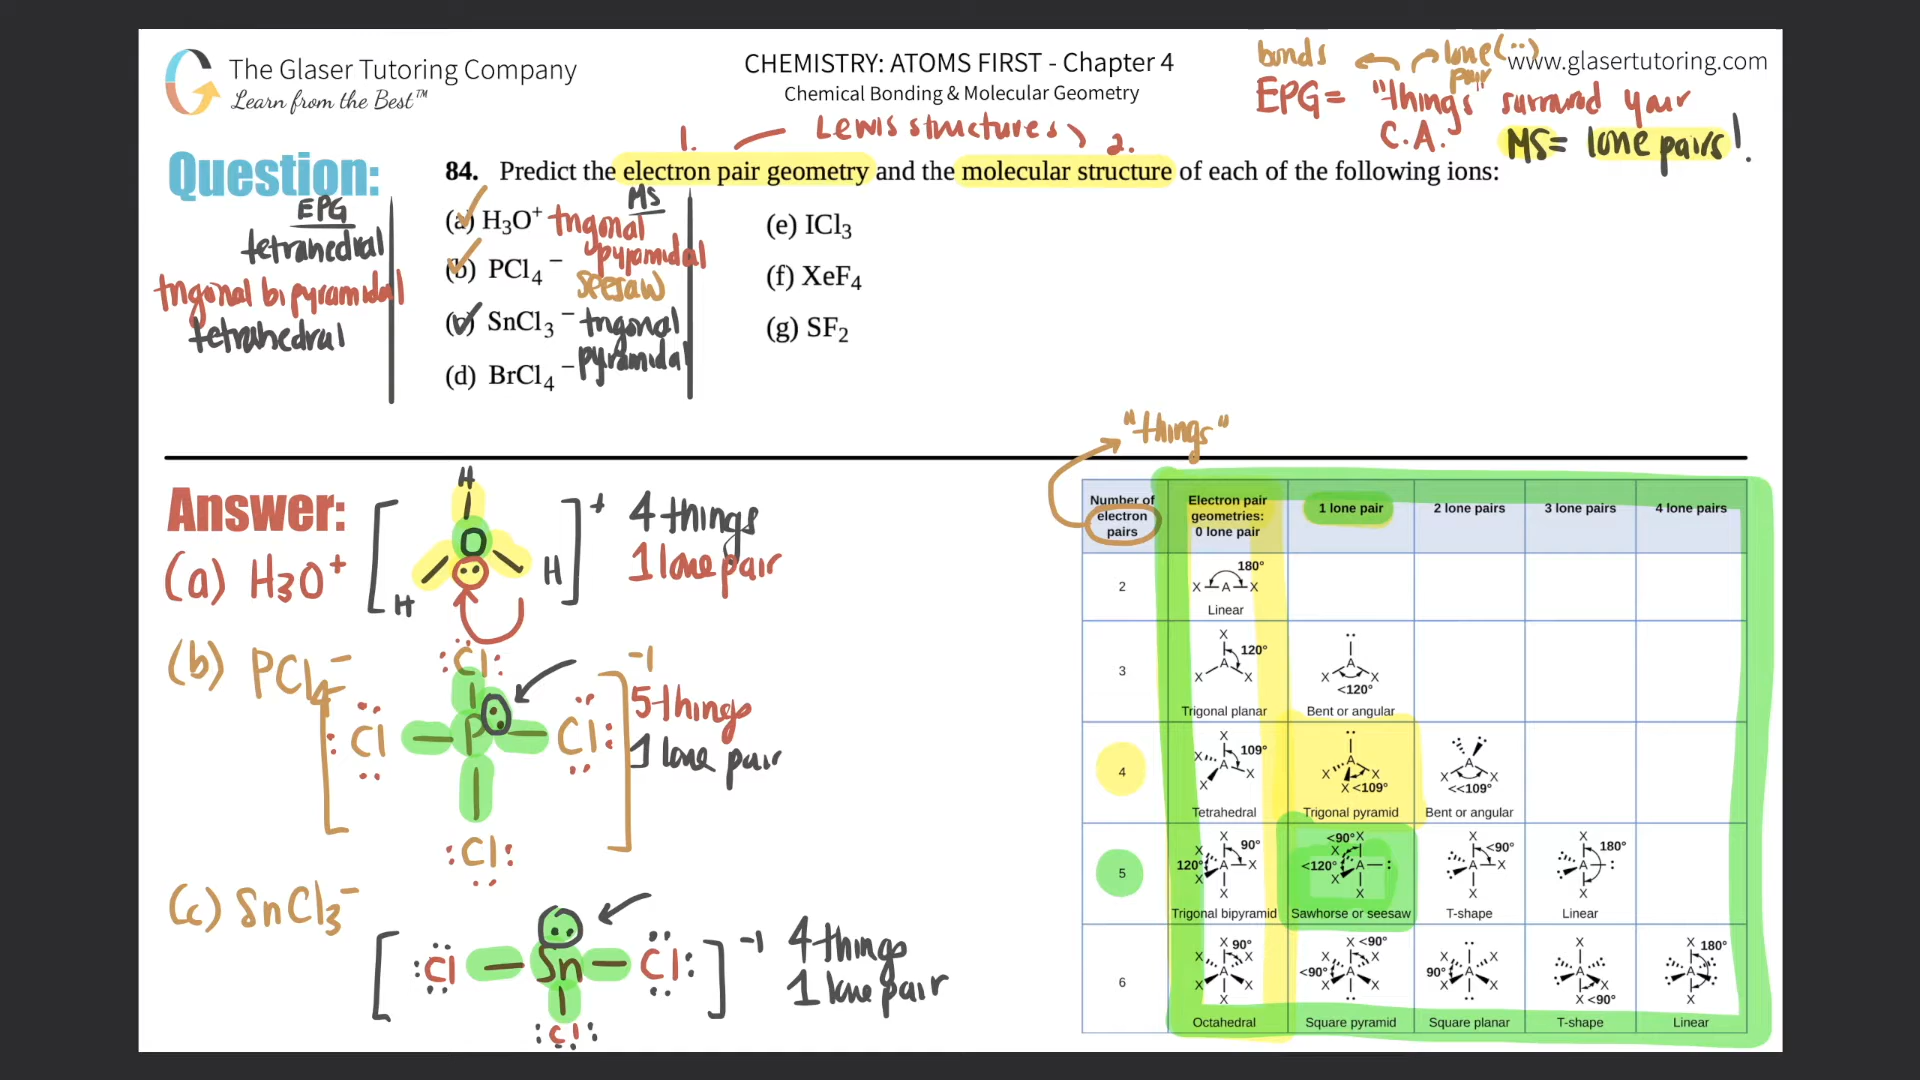 The Glaser Tutoring Company
Learn from the Best™
CHEMISTRY: ATOMS FIRST - Chapter 4
Chemical Bonding & Molecular Geometry
www.glasertutoring.com
bonds lone (··)
pair
EPG= "things" surround your
C.A.
MS= lone pairs!
1. Lewis structures 2.
Question:
84. Predict the electron pair geometry and the molecular structure of each of the following ions:
EPG
tetrahedral
trigonal bipyramidal
tetrahedral
MS
(a) H3O+ trigonal
pyramidal
(b) PCl4− seesaw
(c) SnCl3− trigonal
pyramidal
(d) BrCl4−
(e) ICl3
(f) XeF4
(g) SF2
"things"
Answer:
(a) H3O+
H
O
H H
+
4 things
1 lone pair
(b) PCl4−
Cl
Cl P Cl
Cl
-1
5 things
1 lone pair
(c) SnCl3−
Cl Sn Cl
Cl
-1
4 things
1 lone pair
Number of electron pairs
Electron pair geometries: 0 lone pair
1 lone pair
2 lone pairs
3 lone pairs
4 lone pairs
2
180°
X A X
Linear
3
X
120°
A
X X
Trigonal planar
A
X X
<120°
Bent or angular
4
X
109°
X A
X X
Tetrahedral
A
X X
X <109°
Trigonal pyramid
A
X X
<<109°
Bent or angular
5
X
X 90°
120° A X
X
X
Trigonal bipyramid
<90° X
X
<120° A
X
X
Sawhorse or seesaw
X
<90°
A X
X
T-shape
X
180°
A
X
Linear
6
X 90°
X X
A
X X
X
Octahedral
X <90°
X X
<90° A
X X
Square pyramid
X X
90° A
X X
Square planar
X
A
X
X <90°
T-shape
X 180°
A
X
Linear